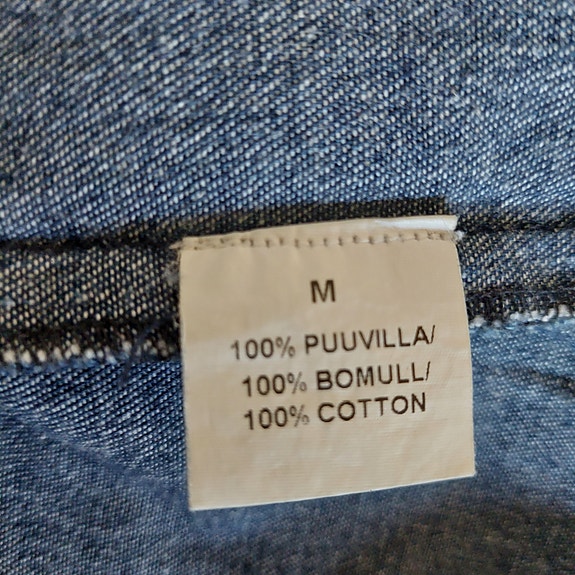 M
100% PUUVILLA/
100% BOMULL/
100% COTTON